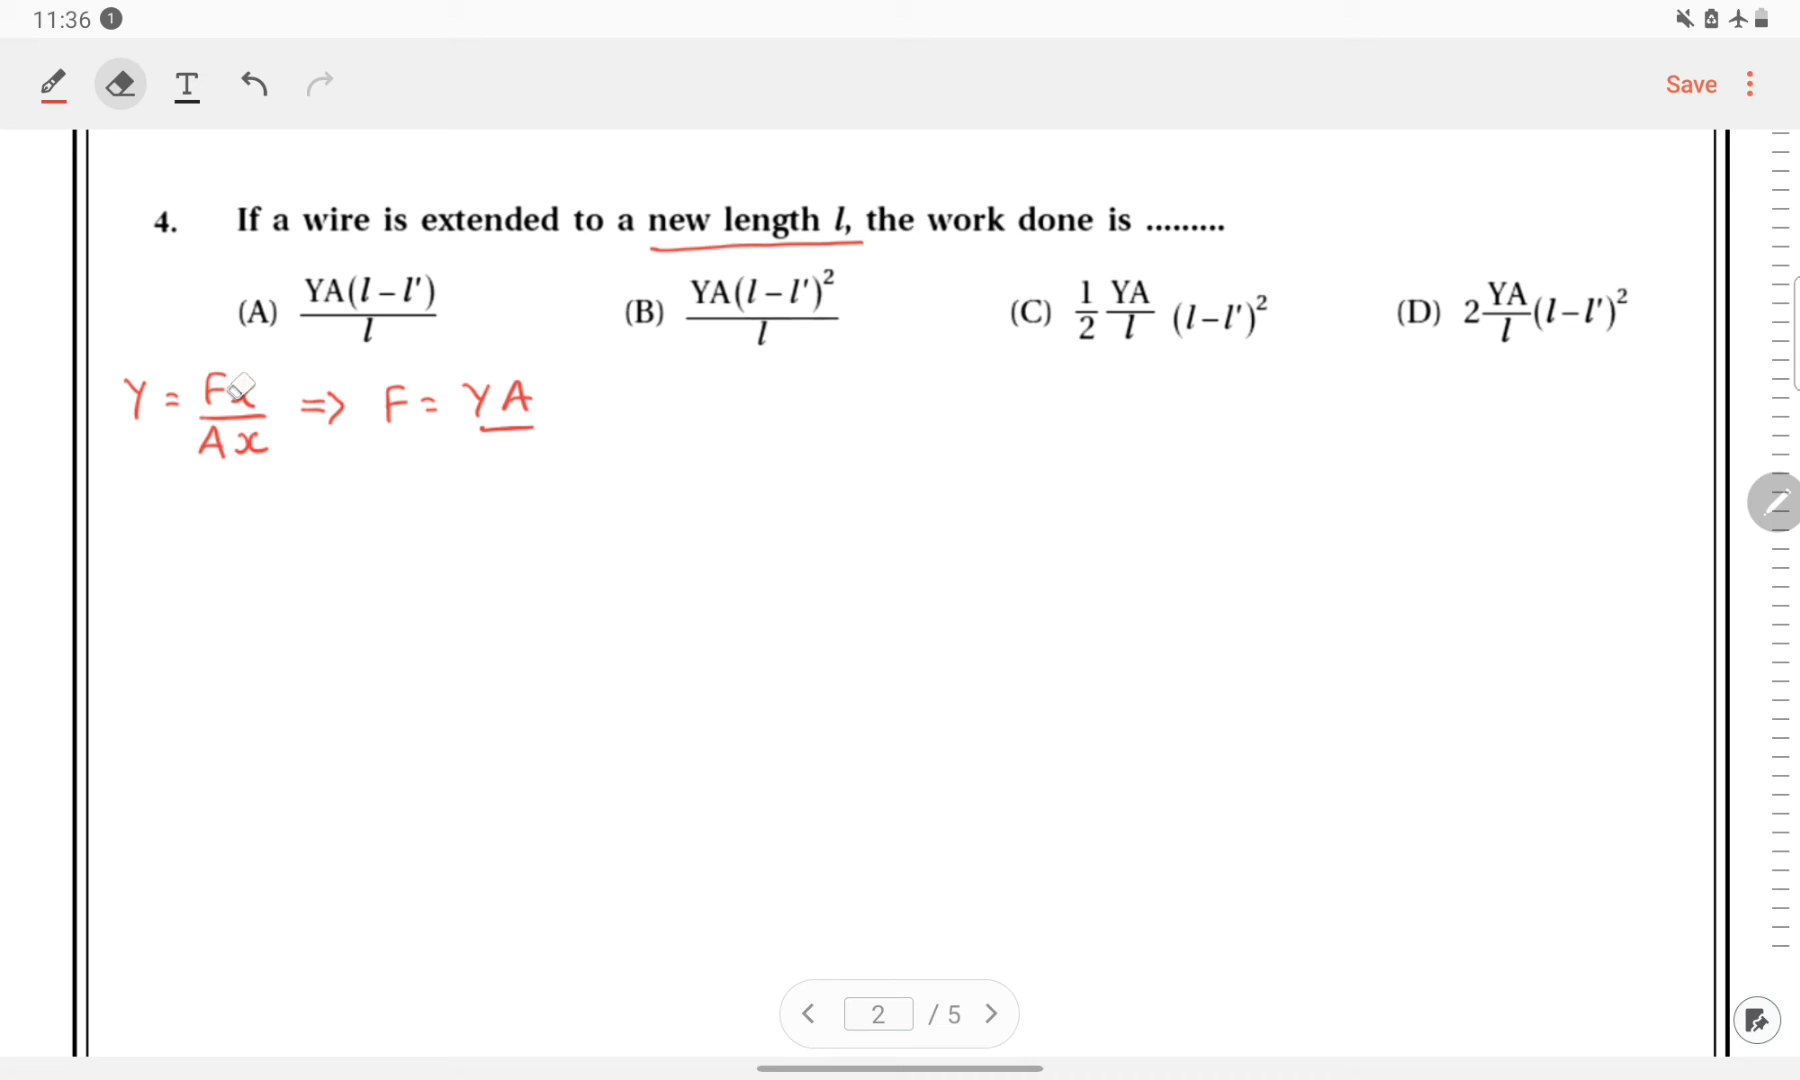 11:36 1
T
Save
4. If a wire is extended to a new length l, the work done is .........
(A) YA(l – l′) / l (B) YA(l – l′)² / l (C) 1/2 YA/l (l – l′)² (D) 2 YA/l (l – l′)²
Y = F / Ax => F = YA
2 / 5